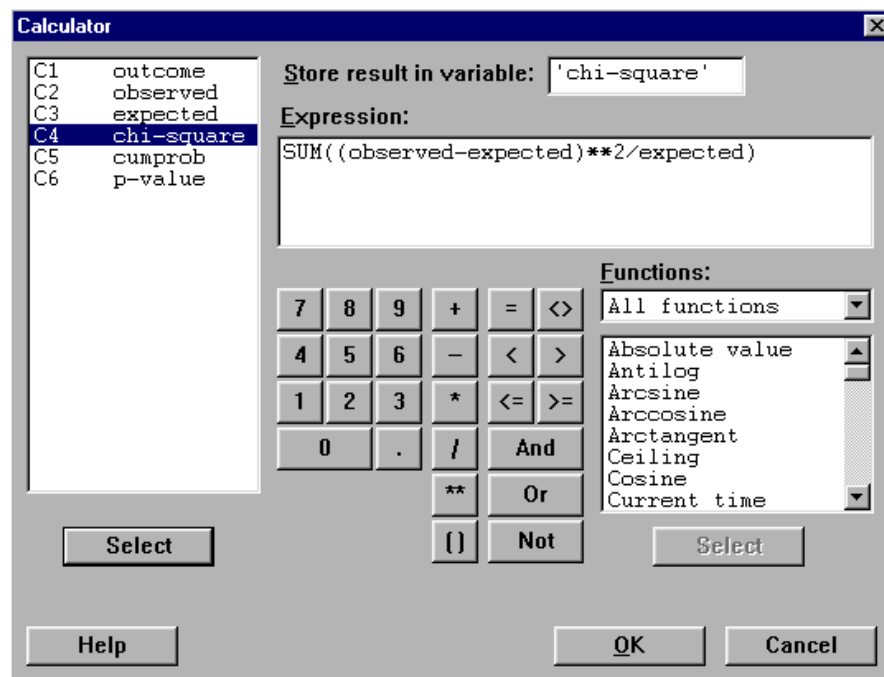 Calculator
C1 outcome
C2 observed
C3 expected
C4 chi-square
C5 cumprob
C6 p-value
Store result in variable: 'chi-square'
Expression:
SUM((observed-expected)**2/expected)
Functions:
All functions
7 8 9 + = <>
4 5 6 - < >
1 2 3 * <= >=
0 . / And
** Or
() Not
Absolute value
Antilog
Arcsine
Arccosine
Arctangent
Ceiling
Cosine
Current time
Select
Select
Help
OK
Cancel